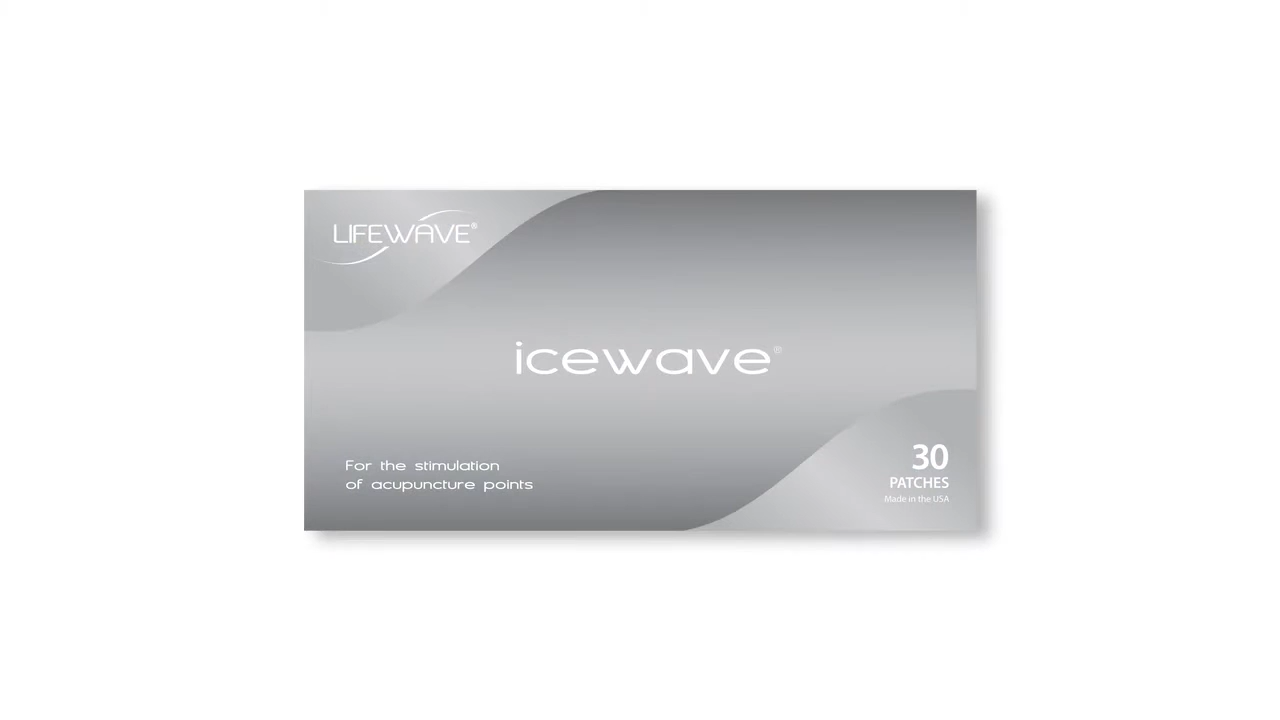 LIFEWAVE®
icewave®
For the stimulation
of acupuncture points
30
PATCHES
Made in the USA